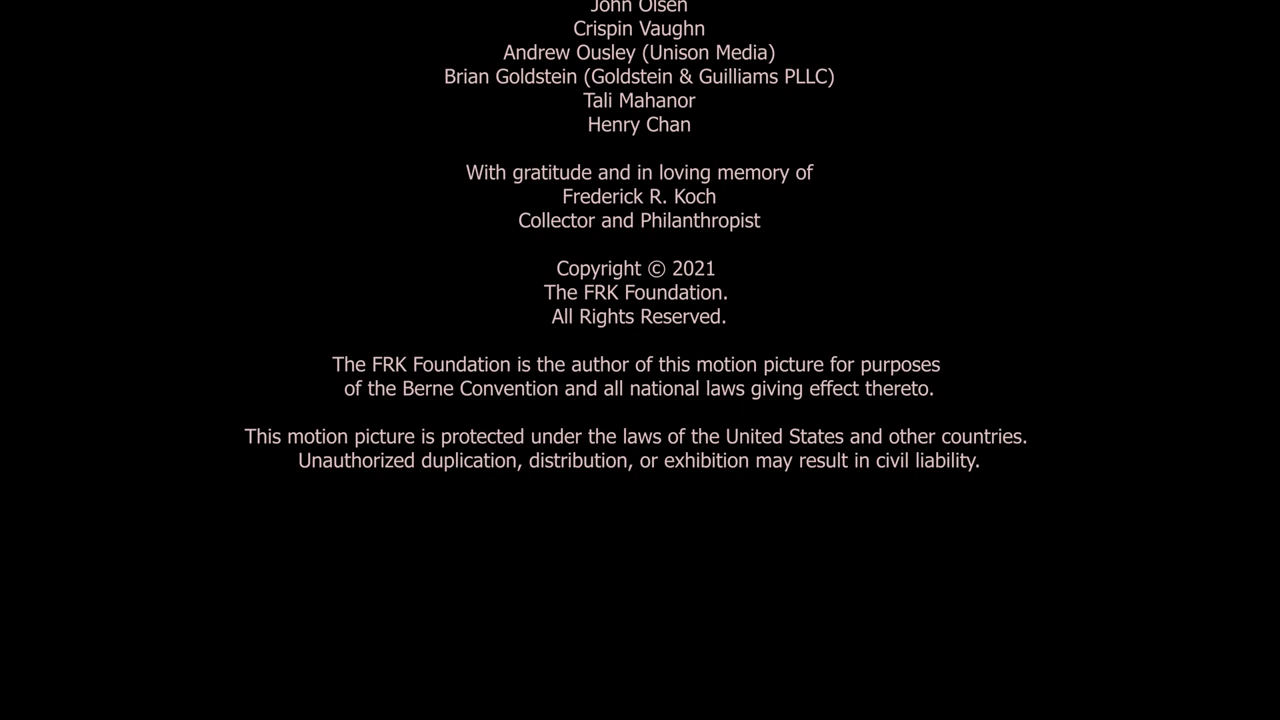 John Olsen
Crispin Vaughn
Andrew Ousley (Unison Media)
Brian Goldstein (Goldstein & Guilliams PLLC)
Tali Mahanor
Henry Chan
With gratitude and in loving memory of
Frederick R. Koch
Collector and Philanthropist
Copyright © 2021
The FRK Foundation.
All Rights Reserved.
The FRK Foundation is the author of this motion picture for purposes
of the Berne Convention and all national laws giving effect thereto.
This motion picture is protected under the laws of the United States and other countries.
Unauthorized duplication, distribution, or exhibition may result in civil liability.